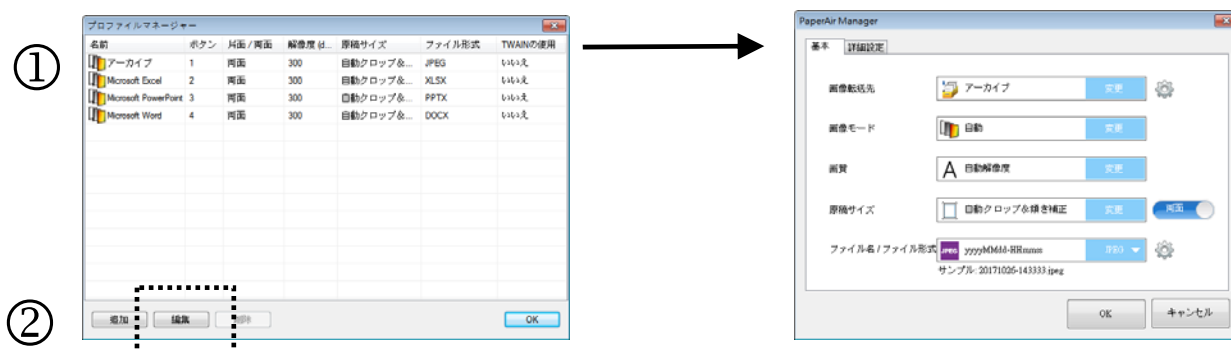 プロファイルマネージャー
名前 ボタン 片面/両面 解像度 (d... 原稿サイズ ファイル形式 TWAINの使用
アーカイブ 1 両面 300 自動クロップ&... JPEG いいえ
Microsoft Excel 2 両面 300 自動クロップ&... XLSX いいえ
Microsoft PowerPoint 3 両面 300 自動クロップ&... PPTX いいえ
Microsoft Word 4 両面 300 自動クロップ&... DOCX いいえ
追加 編集 削除 OK
①
②
PaperAir Manager
基本 詳細設定
画像転送先 アーカイブ 変更
画像モード 自動 変更
画質 A 自動解像度 変更
原稿サイズ 自動クロップ&傾き補正 変更 両面
ファイル名/ファイル形式 JPEG yyyyMMdd-HHmmm JPEG
サンプル: 20171026-143333.jpeg
OK キャンセル